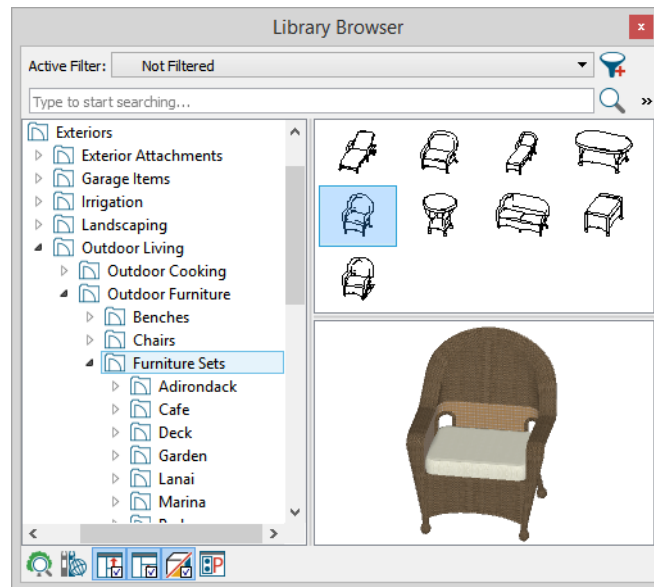 Library Browser
x
Active Filter: Not Filtered
Type to start searching...
»
Exteriors
Exterior Attachments
Garage Items
Irrigation
Landscaping
Outdoor Living
Outdoor Cooking
Outdoor Furniture
Benches
Chairs
Furniture Sets
Adirondack
Cafe
Deck
Garden
Lanai
Marina
P